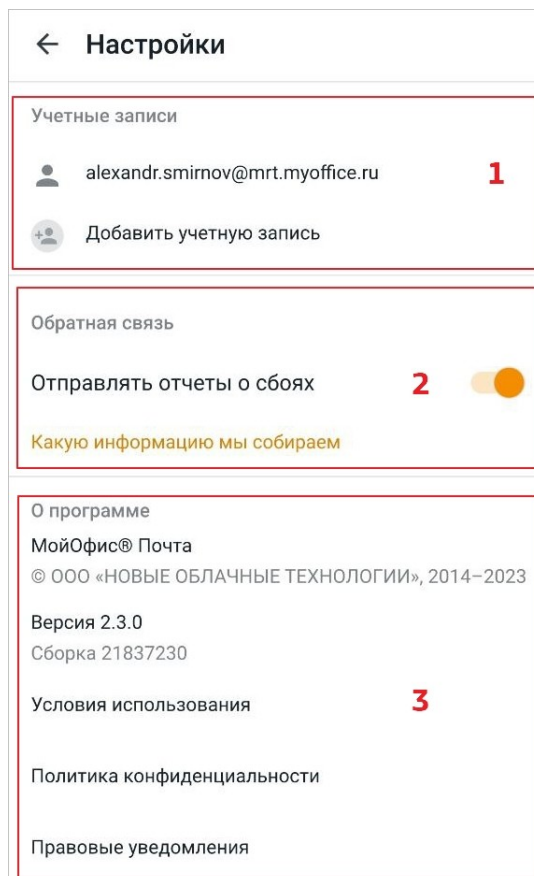 Настройки
Учетные записи
alexandr.smirnov@mrt.myoffice.ru
1
Добавить учетную запись
Обратная связь
Отправлять отчеты о сбоях
2
Какую информацию мы собираем
О программе
МойОфис® Почта
© ООО «НОВЫЕ ОБЛАЧНЫЕ ТЕХНОЛОГИИ», 2014–2023
Версия 2.3.0
Сборка 21837230
Условия использования
3
Политика конфиденциальности
Правовые уведомления